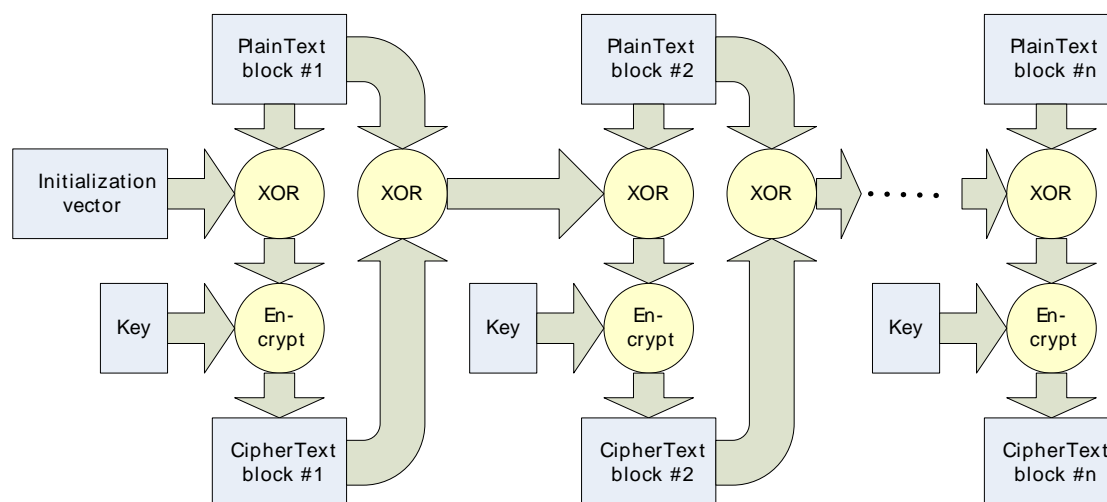 PlainText
block #1
PlainText
block #2
PlainText
block #n
Initialization
vector
XOR
XOR
XOR
XOR
XOR
Key
En-
crypt
Key
En-
crypt
Key
En-
crypt
CipherText
block #1
CipherText
block #2
CipherText
block #n